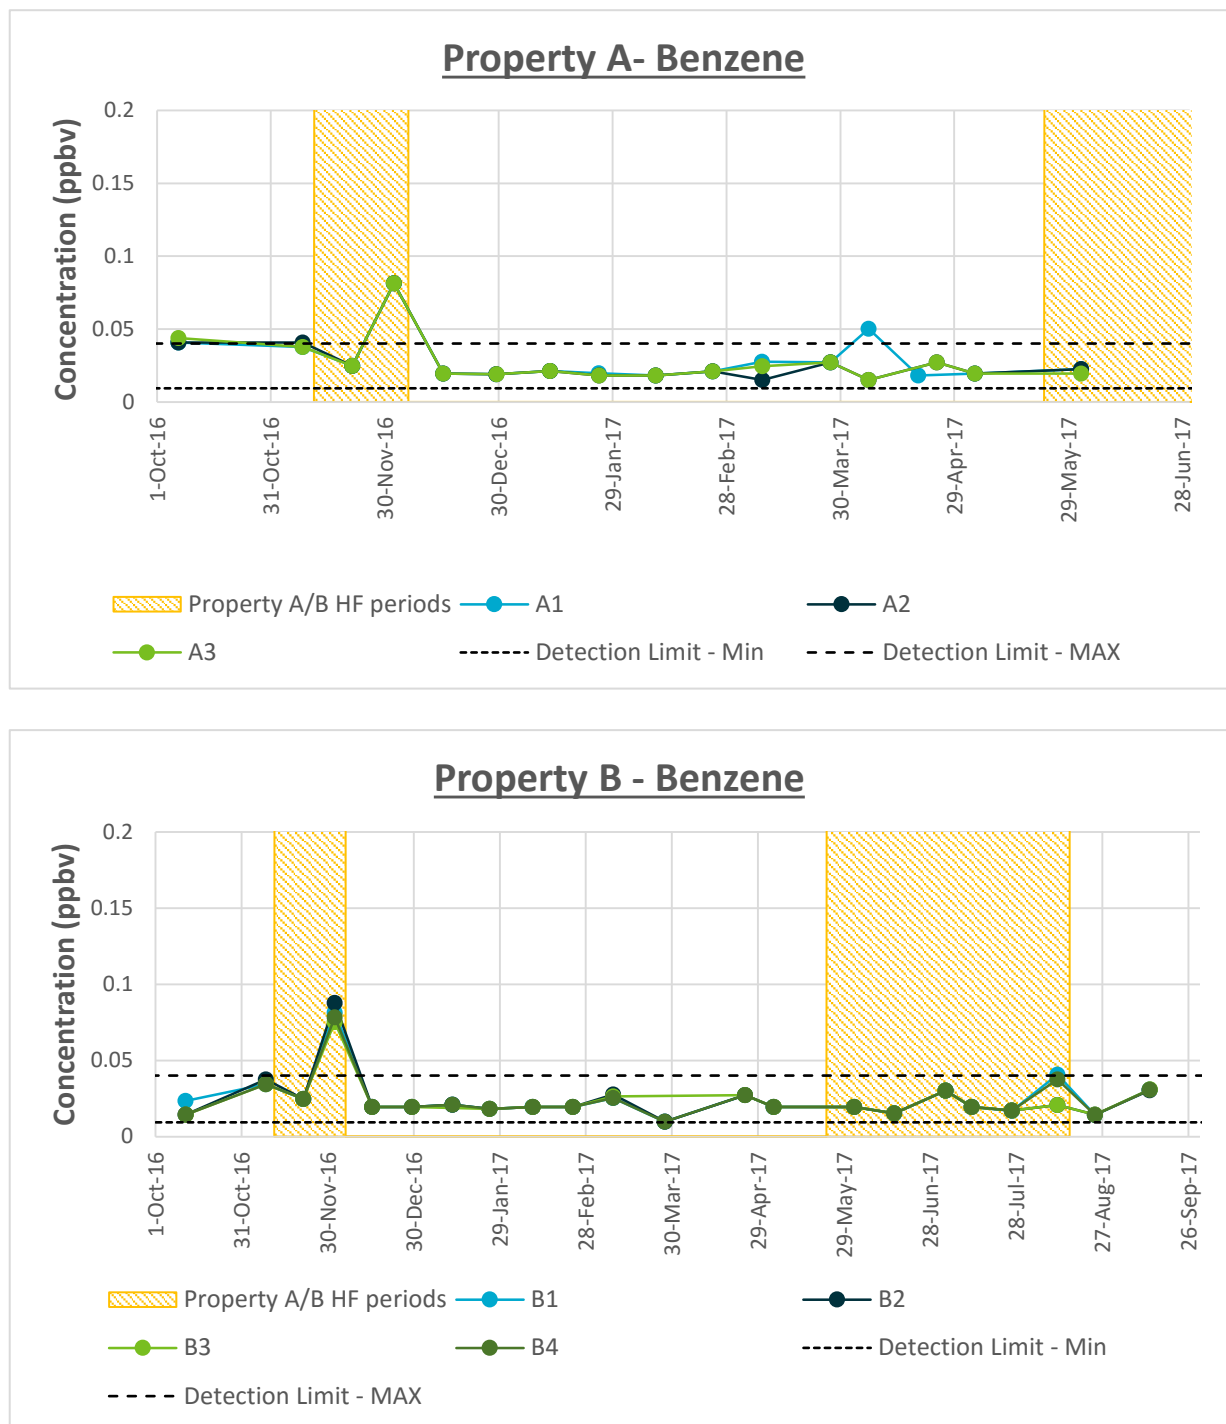 Property A- Benzene
Concentration (ppbv)
0.2
0.15
0.1
0.05
0
1-Oct-16
31-Oct-16
30-Nov-16
30-Dec-16
29-Jan-17
28-Feb-17
30-Mar-17
29-Apr-17
29-May-17
28-Jun-17
Property A/B HF periods
A1
A2
A3
Detection Limit - Min
Detection Limit - MAX
Property B - Benzene
Concentration (ppbv)
0.2
0.15
0.1
0.05
0
1-Oct-16
31-Oct-16
30-Nov-16
30-Dec-16
29-Jan-17
28-Feb-17
30-Mar-17
29-Apr-17
29-May-17
28-Jun-17
28-Jul-17
27-Aug-17
26-Sep-17
Property A/B HF periods
B1
B2
B3
B4
Detection Limit - Min
Detection Limit - MAX